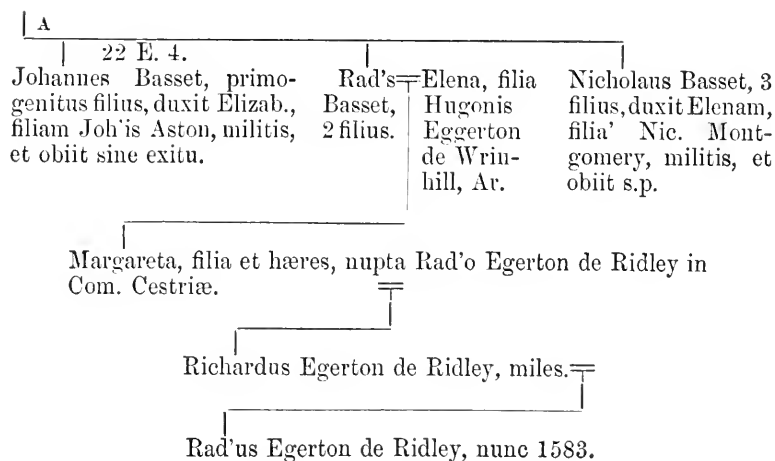 A
22 E. 4.
Johannes Basset, primo-
genitus filius, duxit Elizab.,
filiam Joh'is Aston, militis,
et obiit sine exitu.
Rad's
Basset,
2 filius.
Elena, filia
Hugonis
Eggerton
de Wrin-
hill, Ar.
Nicholaus Basset, 3
filius, duxit Elenam,
filia' Nic. Mont-
gomery, militis, et
obiit s.p.
Margareta, filia et hæres, nupta Rad'o Egerton de Ridley in
Com. Cestriæ.
Richardus Egerton de Ridley, miles.
Rad'us Egerton de Ridley, nunc 1583.